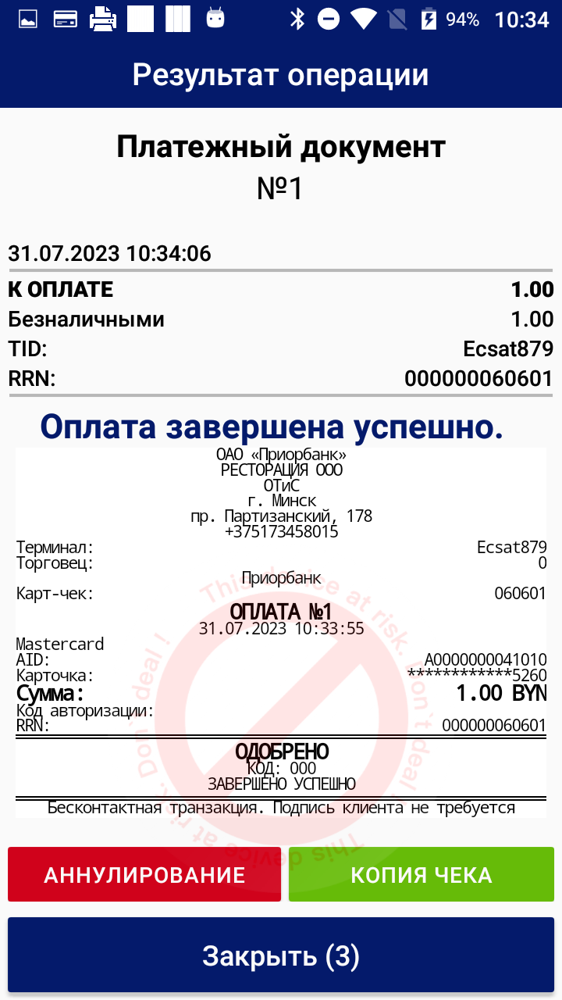 94% 10:34
Результат операции
Платежный документ
№1
31.07.2023 10:34:06
К ОПЛАТЕ 1.00
Безналичными 1.00
TID: Ecsat879
RRN: 000000060601
Оплата завершена успешно.
ОАО «Приорбанк»
РЕСТОРАЦИЯ ООО
ОТиС
г. Минск
пр. Партизанский, 178
+375173458015
Терминал: Ecsat879
Торговец: 0
Приорбанк
Карт-чек: 060601
ОПЛАТА №1
31.07.2023 10:33:55
Mastercard
AID: A0000000041010
Карточка: ************5260
Сумма: 1.00 BYN
Код авторизации:
RRN: 000000060601
ОДОБРЕНО
КОД: 000
ЗАВЕРШЕНО УСПЕШНО
Бесконтактная транзакция. Подпись клиента не требуется
This device at risk. Don`t deal !
This device at risk. Don`t deal !
АННУЛИРОВАНИЕ
КОПИЯ ЧЕКА
Закрыть (3)